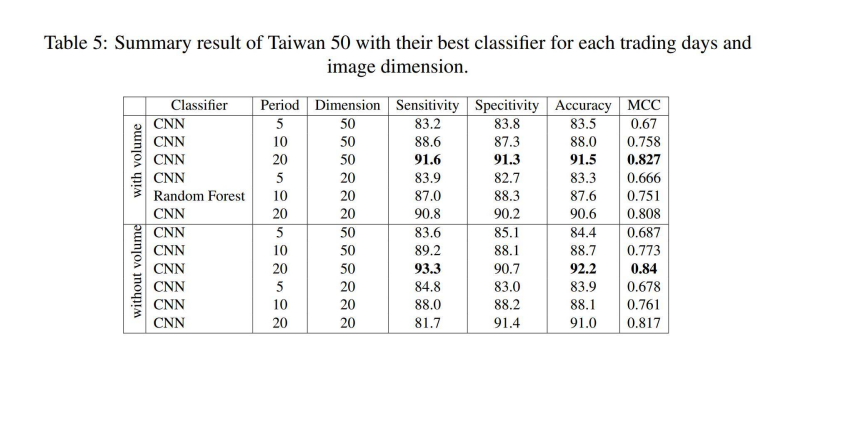 Table 5: Summary result of Taiwan 50 with their best classifier for each trading days and
image dimension.
Classifier Period Dimension Sensitivity Specitivity Accuracy MCC
with volume
CNN 5 50 83.2 83.8 83.5 0.67
CNN 10 50 88.6 87.3 88.0 0.758
CNN 20 50 91.6 91.3 91.5 0.827
CNN 5 20 83.9 82.7 83.3 0.666
Random Forest 10 20 87.0 88.3 87.6 0.751
CNN 20 20 90.8 90.2 90.6 0.808
without volume
CNN 5 50 83.6 85.1 84.4 0.687
CNN 10 50 89.2 88.1 88.7 0.773
CNN 20 50 93.3 90.7 92.2 0.84
CNN 5 20 84.8 83.0 83.9 0.678
CNN 10 20 88.0 88.2 88.1 0.761
CNN 20 20 81.7 91.4 91.0 0.817